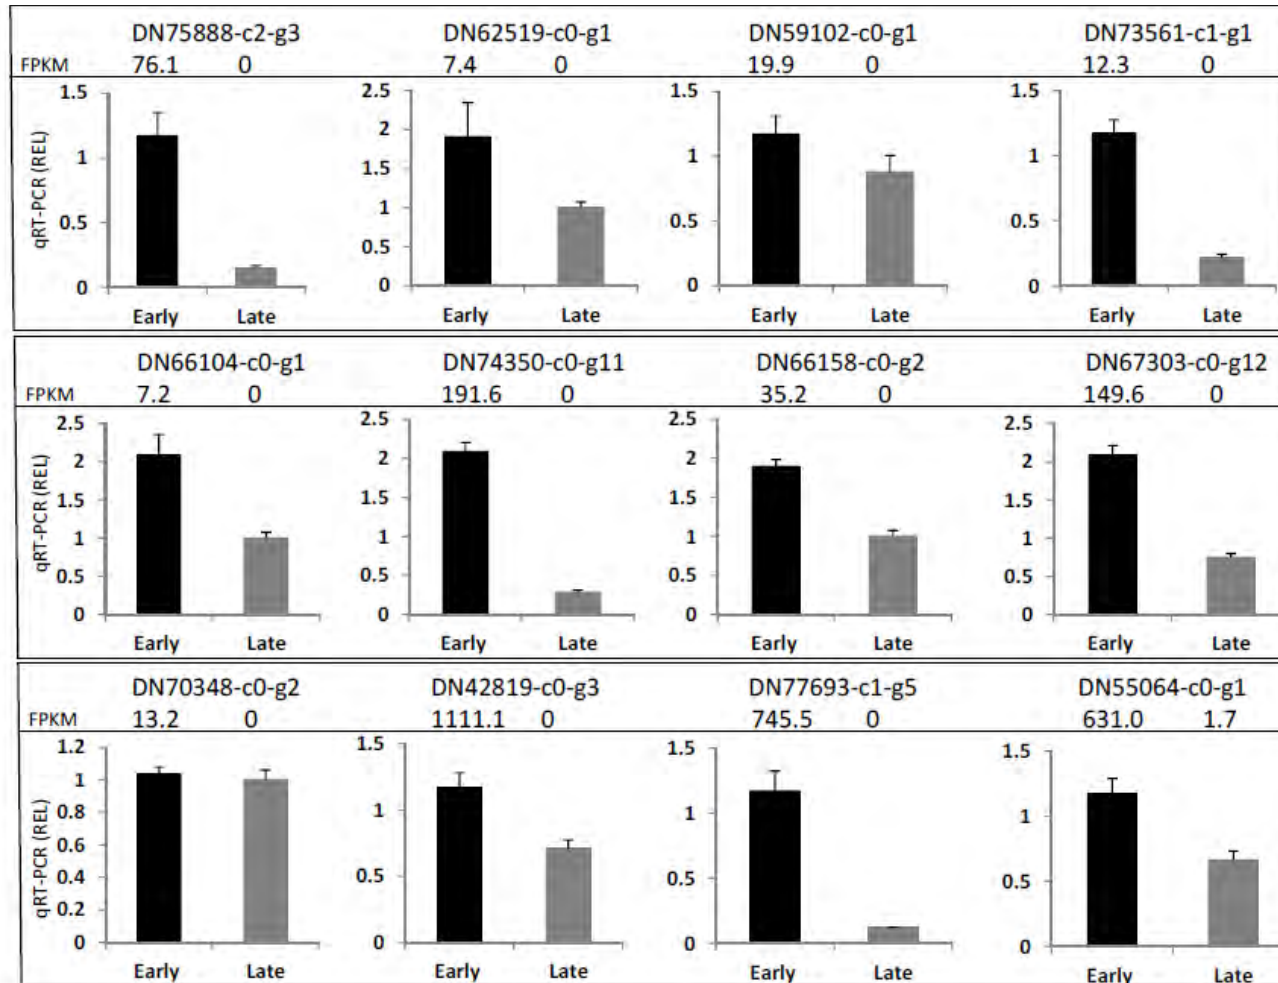 DN75888-c2-g3 DN62519-c0-g1 DN59102-c0-g1 DN73561-c1-g1
FPKM 76.1 0 7.4 0 19.9 0 12.3 0
qRT-PCR (REL)
1.5
1
0.5
0
Early Late
2.5
2
1.5
1
0.5
0
Early Late
1.5
1
0.5
0
Early Late
1.5
1
0.5
0
Early Late
DN66104-c0-g1 DN74350-c0-g11 DN66158-c0-g2 DN67303-c0-g12
FPKM 7.2 0 191.6 0 35.2 0 149.6 0
qRT-PCR (REL)
2.5
2
1.5
1
0.5
0
Early Late
2.5
2
1.5
1
0.5
0
Early Late
2.5
2
1.5
1
0.5
0
Early Late
2.5
2
1.5
1
0.5
0
Early Late
DN70348-c0-g2 DN42819-c0-g3 DN77693-c1-g5 DN55064-c0-g1
FPKM 13.2 0 1111.1 0 745.5 0 631.0 1.7
qRT-PCR (REL)
1.2
1
0.8
0.6
0.4
0.2
0
Early Late
1.5
1
0.5
0
Early Late
1.5
1
0.5
0
Early Late
1.5
1
0.5
0
Early Late